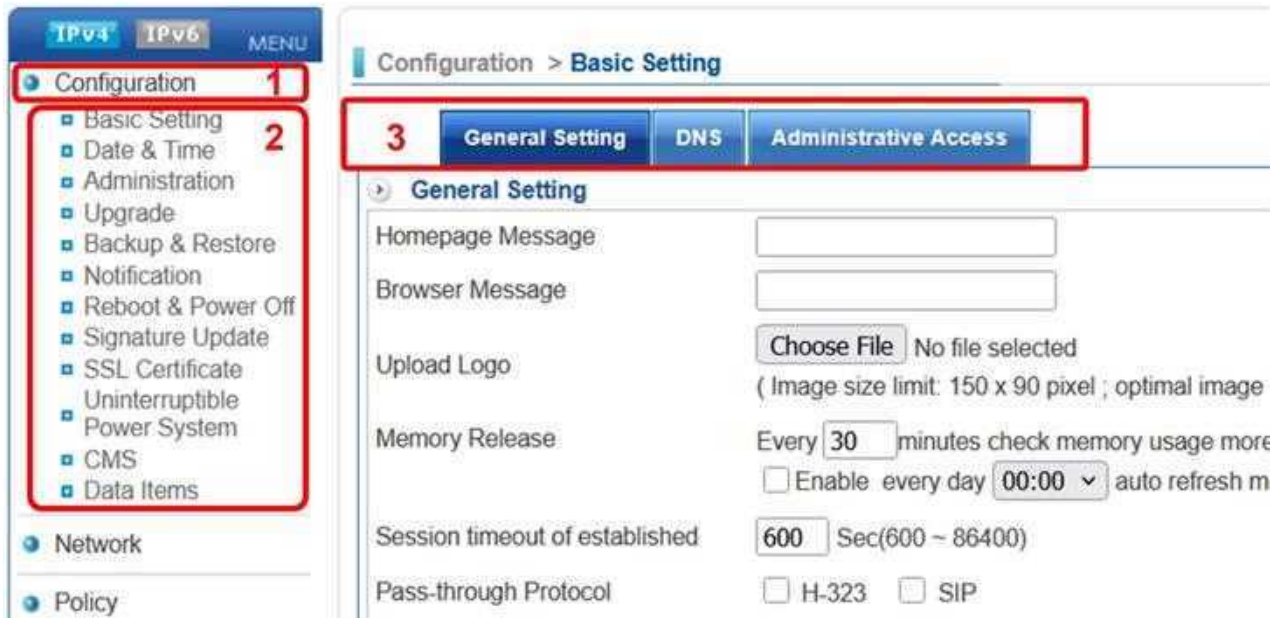 IPv4 IPv6 MENU
Configuration 1
Basic Setting
2
Date & Time
Administration
Upgrade
Backup & Restore
Notification
Reboot & Power Off
Signature Update
SSL Certificate
Uninterruptible
Power System
CMS
Data Items
Network
Policy
Configuration > Basic Setting
3 General Setting DNS Administrative Access
General Setting
Homepage Message
Browser Message
Upload Logo Choose File No file selected
( Image size limit: 150 x 90 pixel ; optimal image
Memory Release Every 30 minutes check memory usage more
Enable every day 00:00 auto refresh m
Session timeout of established 600 Sec(600 ~ 86400)
Pass-through Protocol H-323 SIP